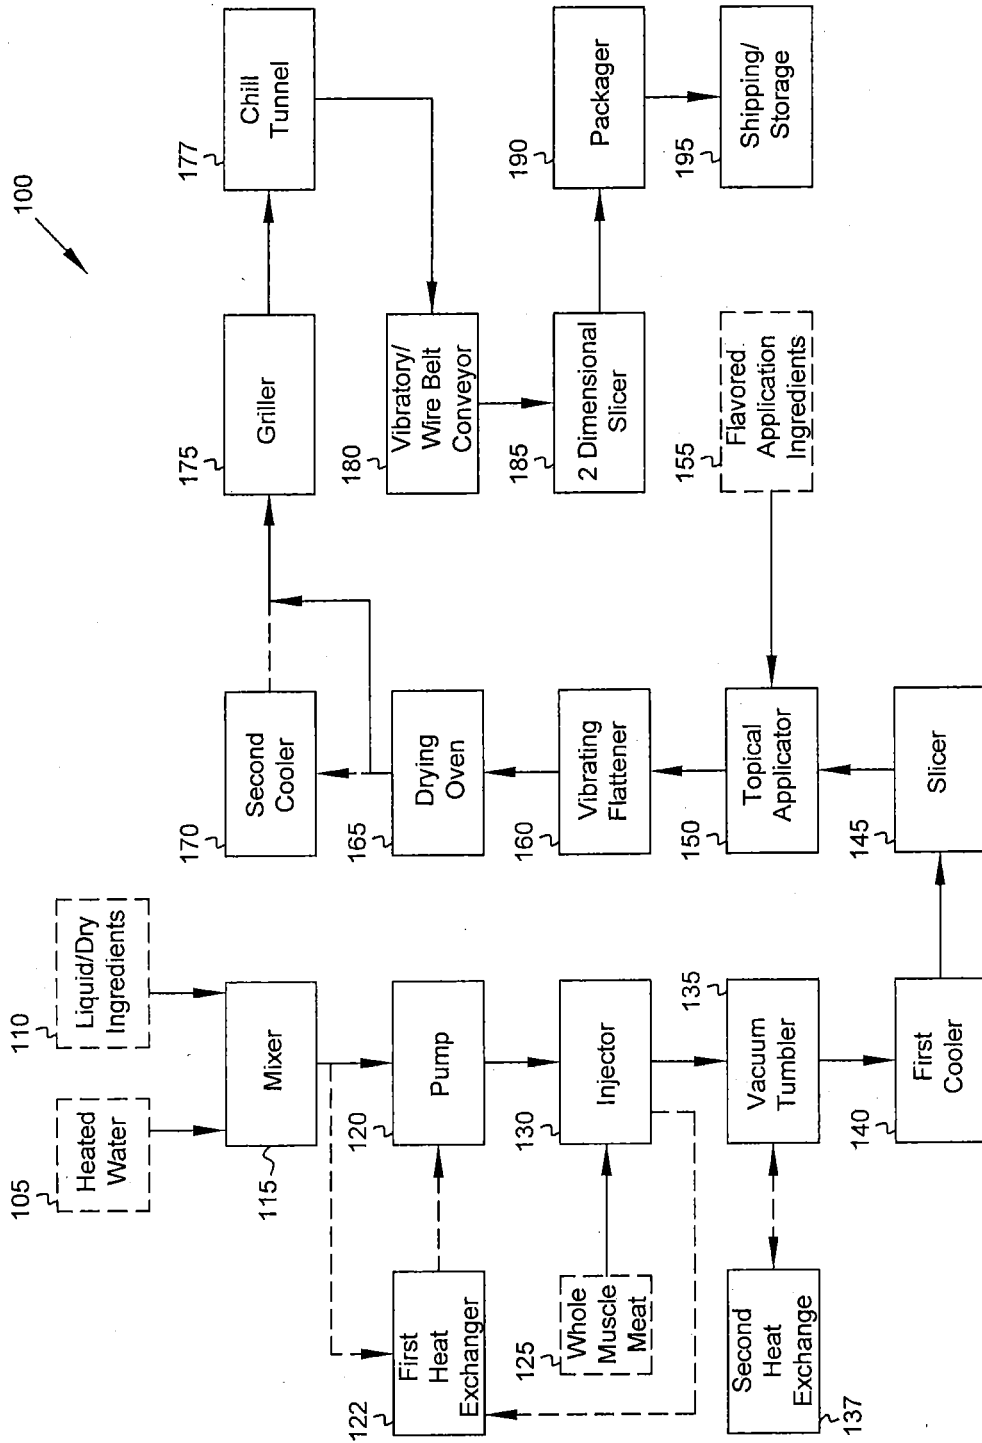 100
105
Heated
Water
110
Liquid/Dry
Ingredients
115
Mixer
120
Pump
122
First
Heat
Exchanger
125
Whole
Muscle
Meat
130
Injector
135
Vacuum
Tumbler
137
Second
Heat
Exchange
140
First
Cooler
145
Slicer
150
Topical
Applicator
155
Flavored
Application
Ingredients
160
Vibrating
Flattener
165
Drying
Oven
170
Second
Cooler
175
Griller
177
Chill
Tunnel
180
Vibratory/
Wire Belt
Conveyor
185
2 Dimensional
Slicer
190
Packager
195
Shipping/
Storage